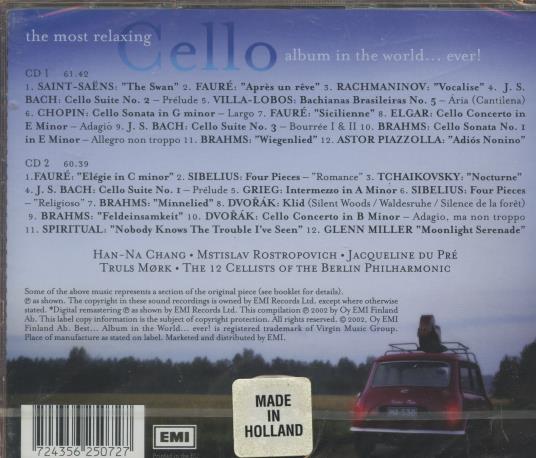 the most relaxing
Cello
album in the world... ever!
CD 1 61.42
1. SAINT-SAËNS: "The Swan" 2. FAURÉ: "Après un rêve" 3. RACHMANINOV: "Vocalise" 4. J. S.
BACH: Cello Suite No. 2 – Prélude 5. VILLA-LOBOS: Bachianas Brasileiras No. 5 – Aria (Cantilena)
6. CHOPIN: Cello Sonata in G minor – Largo 7. FAURÉ: "Sicilienne" 8. ELGAR: Cello Concerto in
E Minor – Adagio 9. J. S. BACH: Cello Suite No. 3 – Bourrée I & II 10. BRAHMS: Cello Sonata No. 1
in E Minor – Allegro non troppo 11. BRAHMS: "Wiegenlied" 12. ASTOR PIAZZOLLA: "Adiós Nonino"
CD 2 60.39
1.FAURÉ: "Elégie in C minor" 2. SIBELIUS: Four Pieces – "Romance" 3. TCHAIKOVSKY: "Nocturne"
4. J. S. BACH: Cello Suite No. 1 – Prélude 5. GRIEG: Intermezzo in A Minor 6. SIBELIUS: Four Pieces
– "Religioso" 7. BRAHMS: "Minnelied" 8. DVOŘÁK: Klid (Silent Woods / Waldesruhe / Silence de la forêt)
9. BRAHMS: "Feldeinsamkeit" 10. DVOŘÁK: Cello Concerto in B Minor – Adagio, ma non troppo
11. SPIRITUAL: "Nobody Knows The Trouble I've Seen" 12. GLENN MILLER "Moonlight Serenade"
HAN-NA CHANG • MSTISLAV ROSTROPOVICH • JACQUELINE DU PRÉ
TRULS MØRK • THE 12 CELLISTS OF THE BERLIN PHILHARMONIC
Some of the above music represents a section of the original piece (see booklet for details).
℗ as shown. The copyright in these sound recordings is owned by EMI Records Ltd. except where otherwise
stated. *Digital remastering ℗ as shown by EMI Records Ltd. This compilation ℗ 2002 by Oy EMI Finland
Ab. This label copy information is the subject of copyright protection. All rights reserved. © 2002, Oy EMI
Finland Ab. Best... Album in the World... ever! is registered trademark of Virgin Music Group.
Place of manufacture as stated on label. Marketed and distributed by EMI.
MADE
IN
HOLLAND
724356 250727
EMI
Printed in the